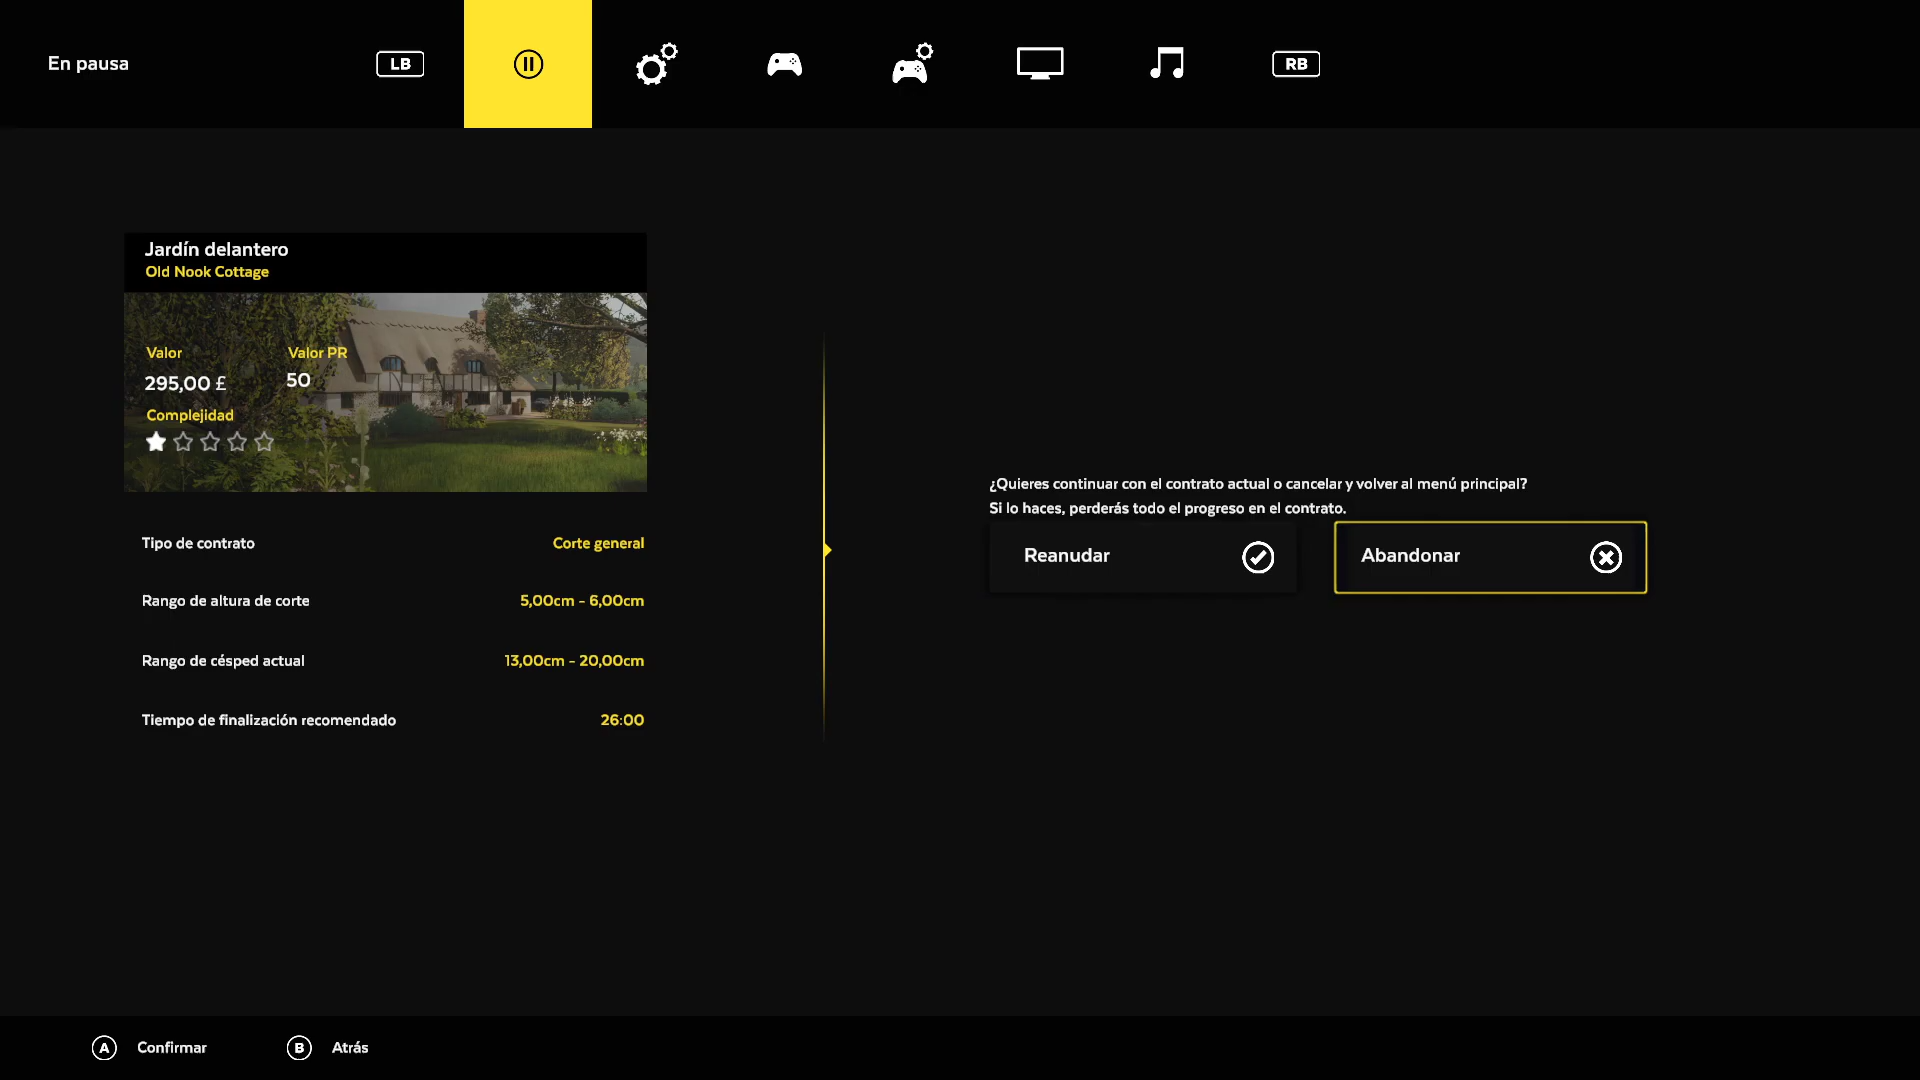 En pausa
LB
RB
Jardín delantero
Old Nook Cottage
Valor
Valor PR
295,00 £
50
Complejidad
Tipo de contrato
Corte general
Rango de altura de corte
5,00cm - 6,00cm
Rango de césped actual
13,00cm - 20,00cm
Tiempo de finalización recomendado
26:00
¿Quieres continuar con el contrato actual o cancelar y volver al menú principal?
Si lo haces, perderás todo el progreso en el contrato.
Reanudar
Abandonar
A Confirmar
B Atrás